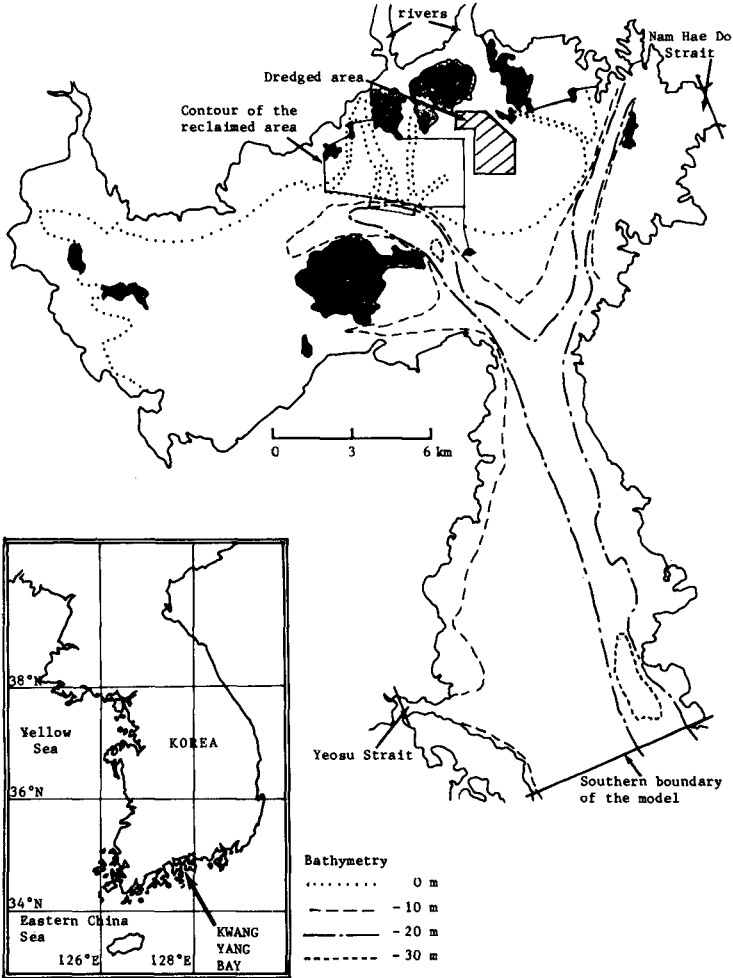 rivers
Nam Hae Do
Strait
Dredged area
Contour of the
reclaimed area
0 3 6 km
38°N
Yellow
Sea
KOREA
36°N
34°N
Eastern China
Sea
126°E 128°E
KWANG
YANG
BAY
Yeosu Strait
Southern boundary
of the model
Bathymetry
0 m
-10 m
-20 m
-30 m